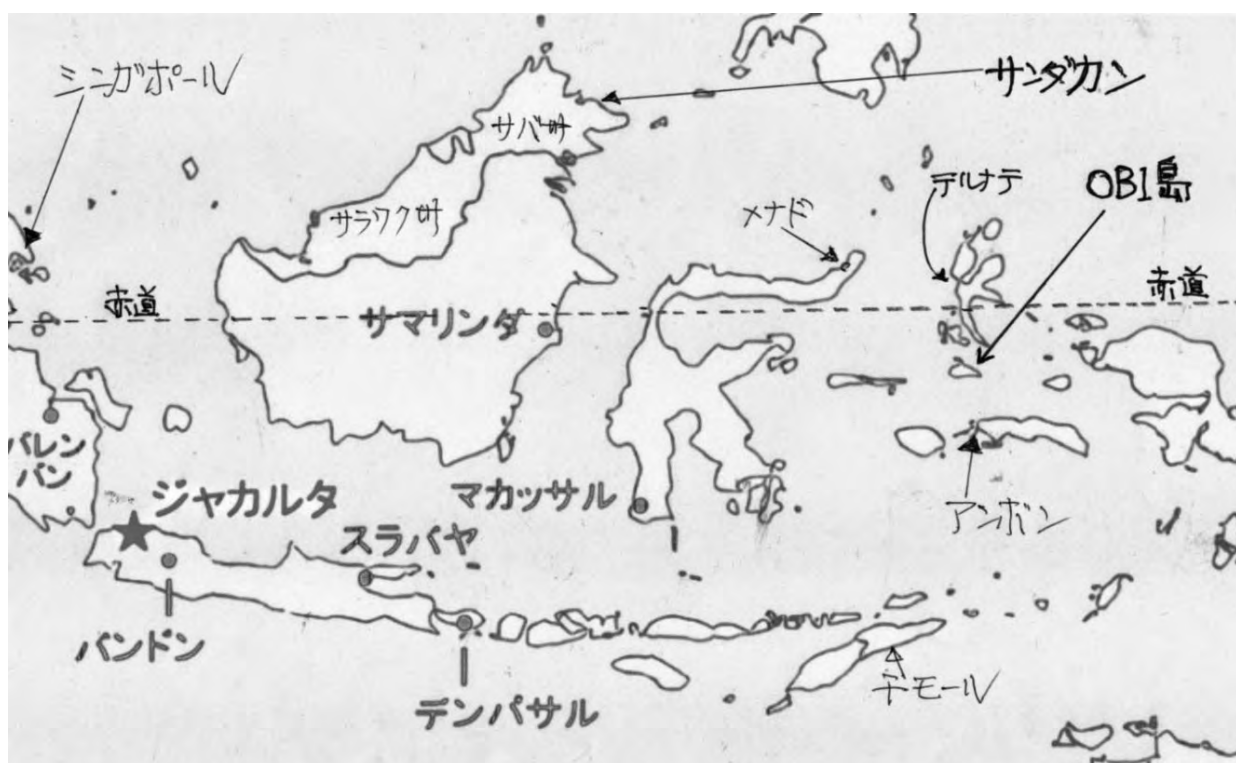 シンガポール
サンダカン
サバ州
テルナテ
OBI島
サラワク州
メナド
赤道
赤道
サマリンダ
パレン
バン
ジャカルタ
マカッサル
アンボン
スラバヤ
バンドン
デンパサル
チモール